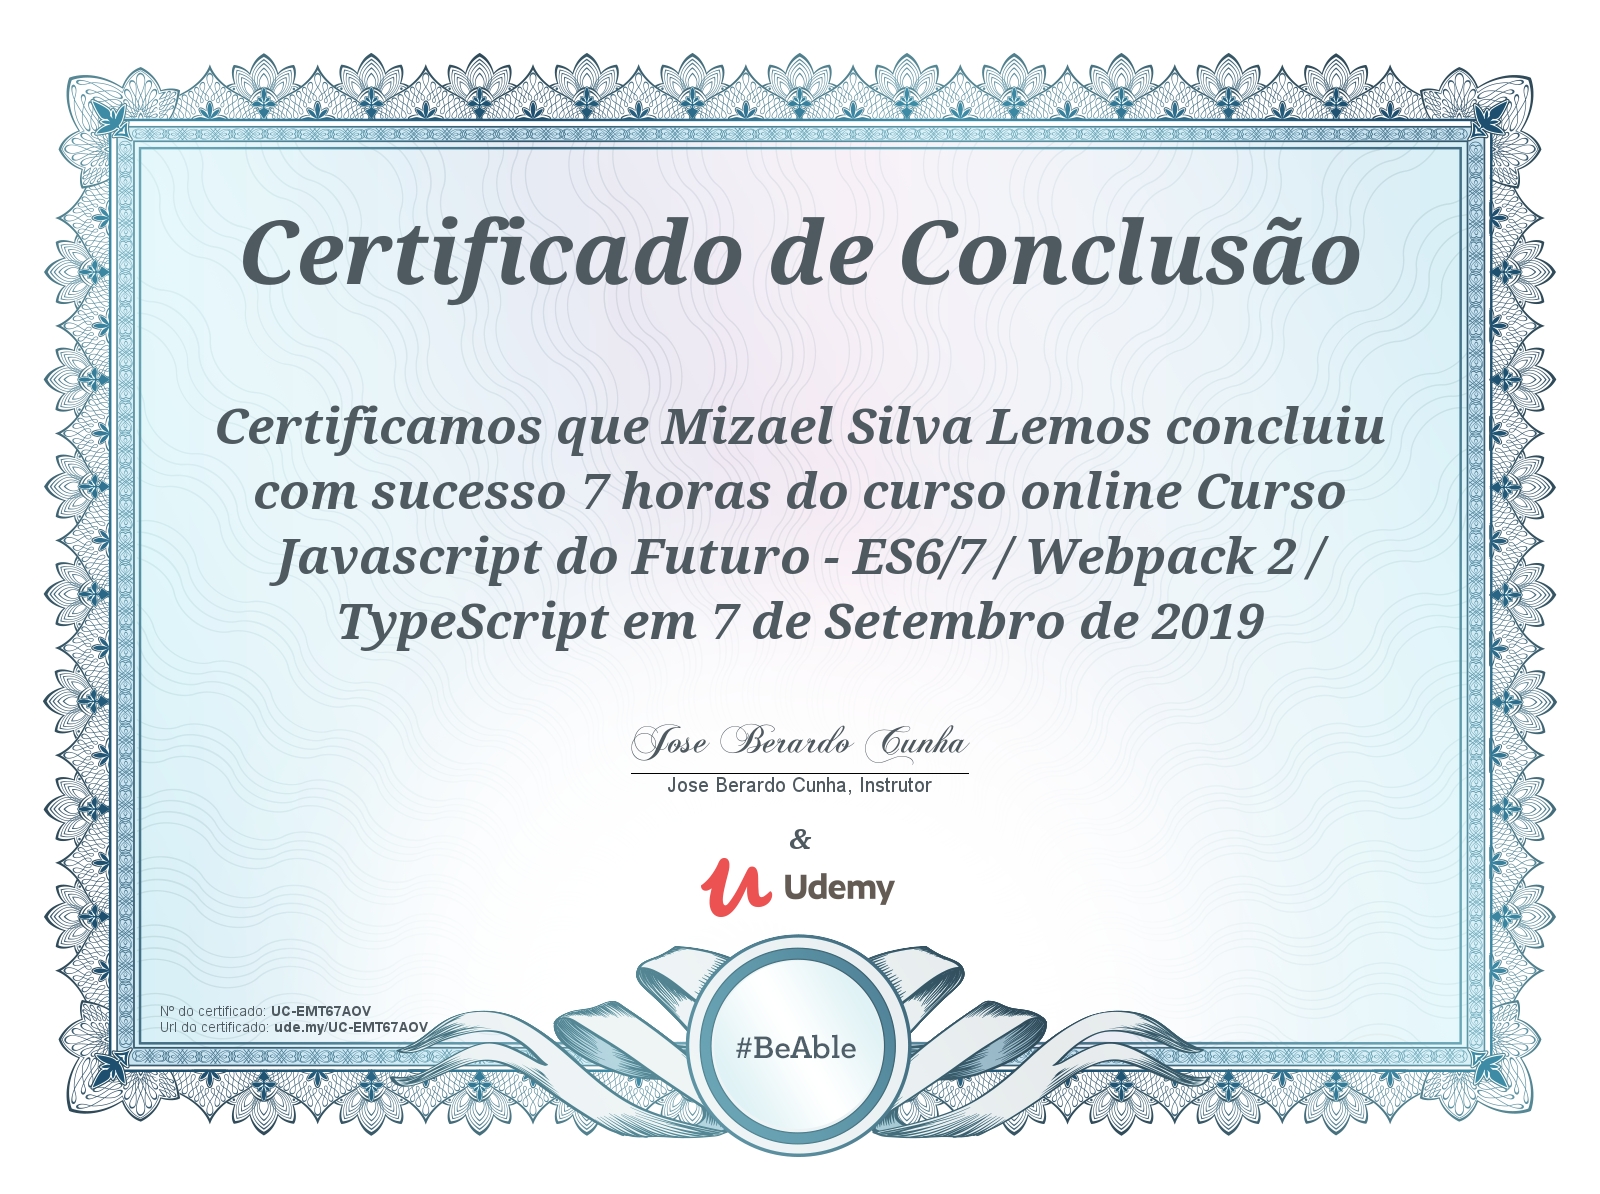 Certificado de Conclusão
Certificamos que Mizael Silva Lemos concluiu
com sucesso 7 horas do curso online Curso
Javascript do Futuro - ES6/7 / Webpack 2 /
TypeScript em 7 de Setembro de 2019
Jose Berardo Cunha
Jose Berardo Cunha, Instrutor
&
Udemy
Nº do certificado: UC-EMT67AOV
Url do certificado: ude.my/UC-EMT67AOV
#BeAble